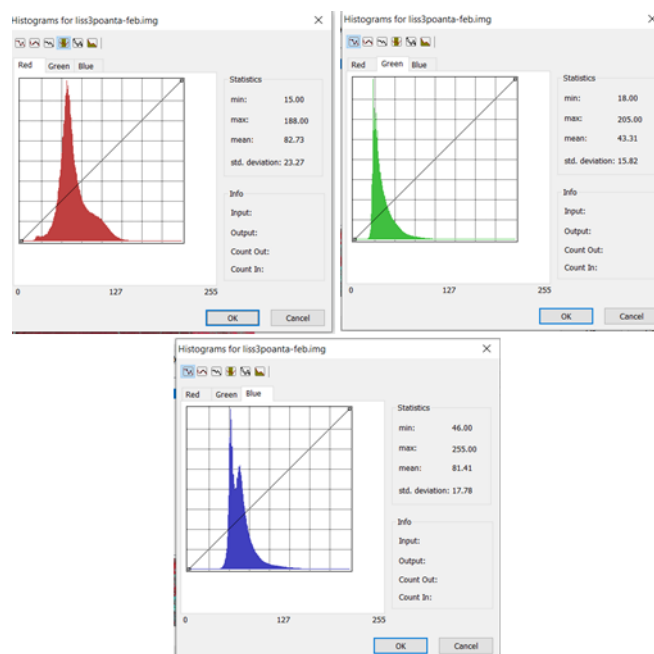 Histograms for liss3poanta-feb.img
Red Green Blue
Statistics
min: 15.00
max: 188.00
mean: 82.73
std. deviation: 23.27
Info
Input:
Output:
Count Out:
Count In:
0 127 255
OK Cancel
Histograms for liss3poanta-feb.img
Red Green Blue
Statistics
min: 18.00
max: 205.00
mean: 43.31
std. deviation: 15.82
Info
Input:
Output:
Count Out:
Count In:
0 127 255
OK Cancel
Histograms for liss3poanta-feb.img
Red Green Blue
Statistics
min: 46.00
max: 255.00
mean: 81.41
std. deviation: 17.78
Info
Input:
Output:
Count Out:
Count In:
0 127 255
OK Cancel